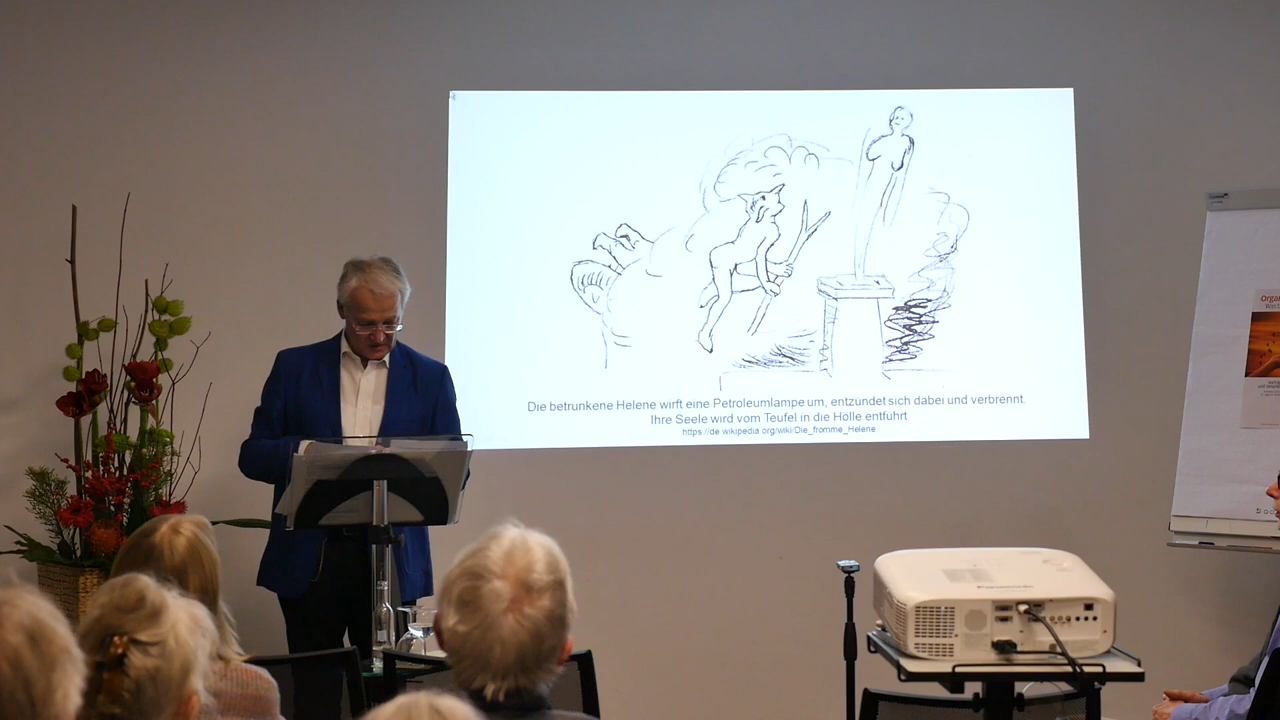 Die betrunkene Helene wirft eine Petroleumlampe um, entzündet sich dabei und verbrennt.
Ihre Seele wird vom Teufel in die Hölle entführt
https://de.wikipedia.org/wiki/Die_fromme_Helene
Panasonic